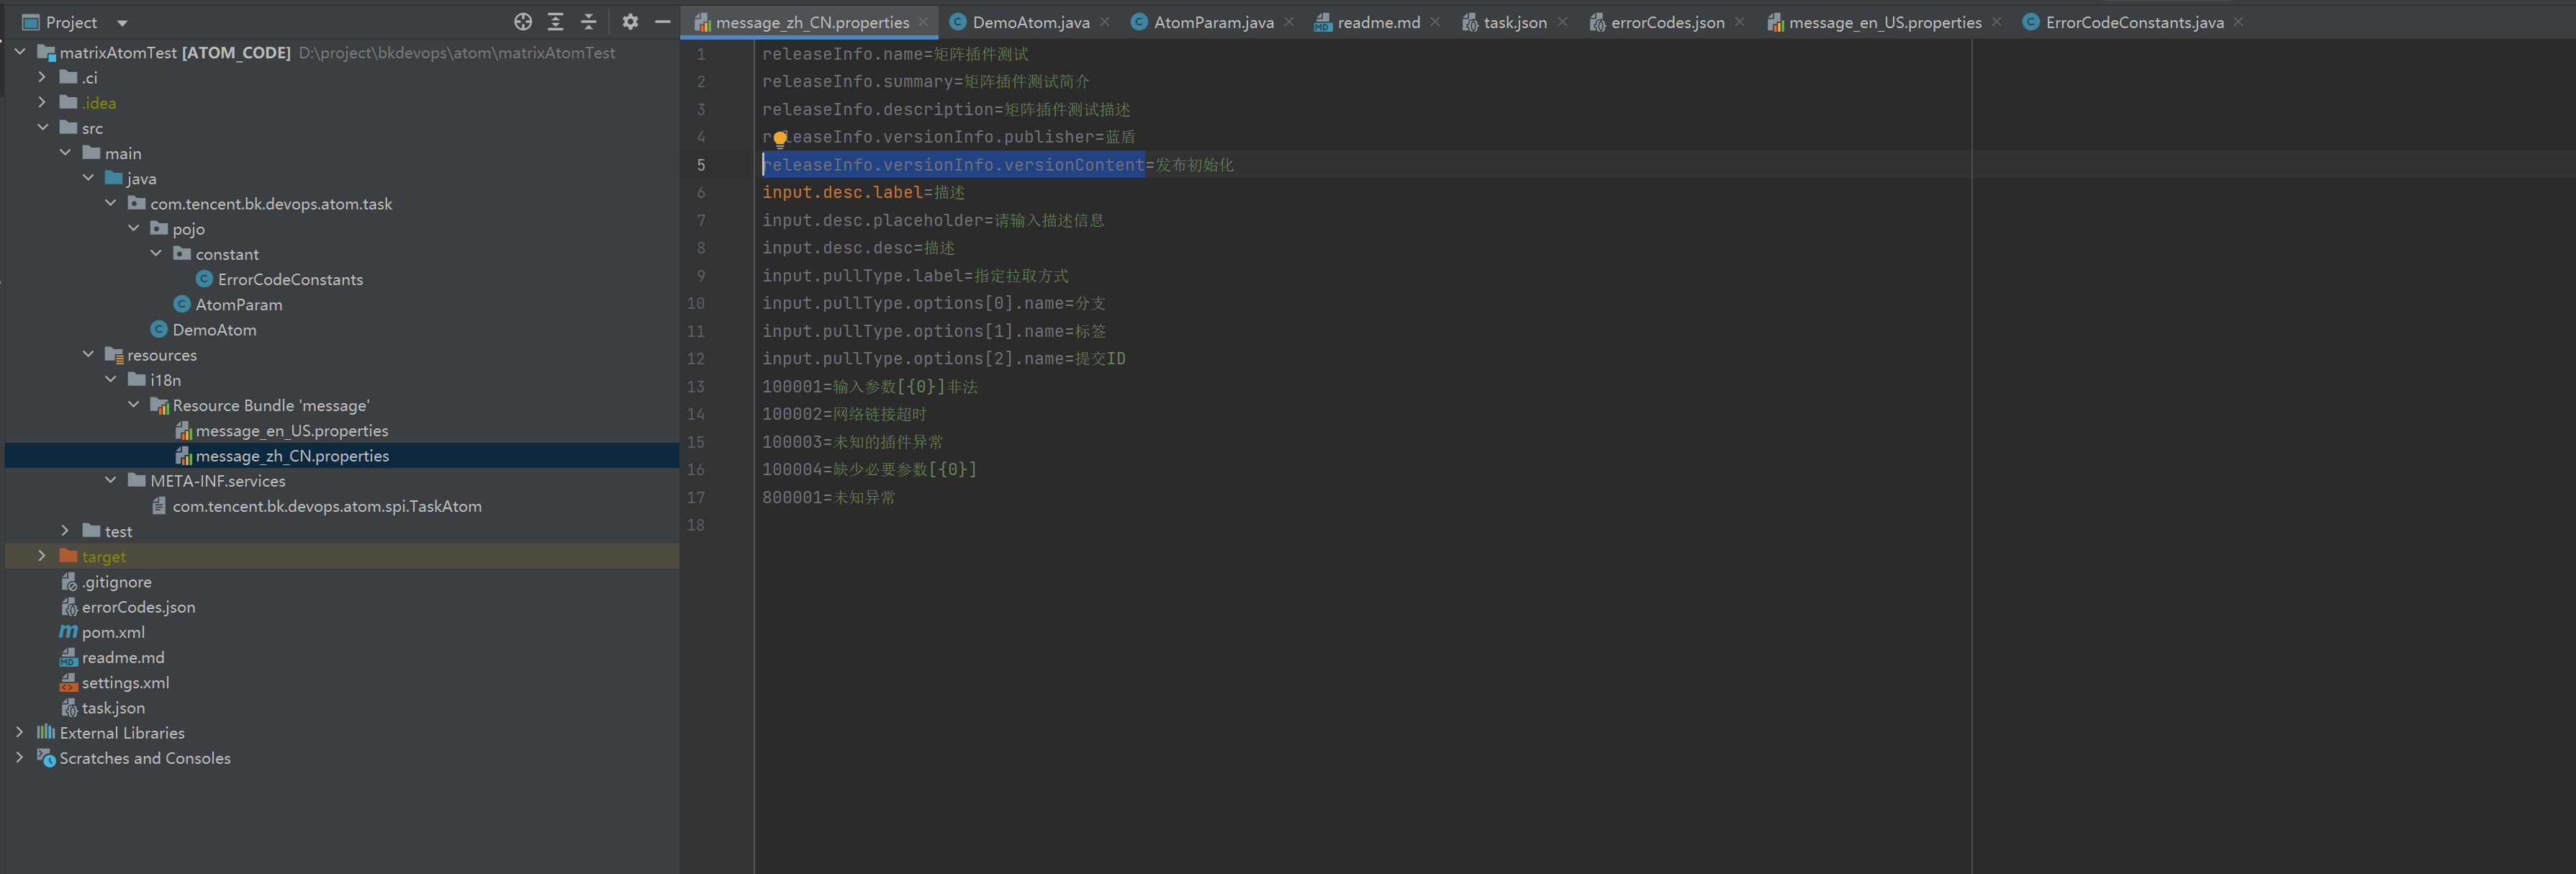 Project
matrixAtomTest [ATOM_CODE] D:\project\bkdevops\atom\matrixAtomTest
.ci
.idea
src
main
java
com.tencent.bk.devops.atom.task
pojo
constant
ErrorCodeConstants
AtomParam
DemoAtom
resources
i18n
Resource Bundle 'message'
message_en_US.properties
message_zh_CN.properties
META-INF.services
com.tencent.bk.devops.atom.spi.TaskAtom
test
target
.gitignore
errorCodes.json
pom.xml
readme.md
settings.xml
task.json
External Libraries
Scratches and Consoles
message_zh_CN.properties DemoAtom.java AtomParam.java readme.md task.json errorCodes.json message_en_US.properties ErrorCodeConstants.java
1 releaseInfo.name=矩阵插件测试
2 releaseInfo.summary=矩阵插件测试简介
3 releaseInfo.description=矩阵插件测试描述
4 releaseInfo.versionInfo.publisher=蓝盾
5 releaseInfo.versionInfo.versionContent=发布初始化
6 input.desc.label=描述
7 input.desc.placeholder=请输入描述信息
8 input.desc.desc=描述
9 input.pullType.label=指定拉取方式
10 input.pullType.options[0].name=分支
11 input.pullType.options[1].name=标签
12 input.pullType.options[2].name=提交ID
13 100001=输入参数[{0}]非法
14 100002=网络链接超时
15 100003=未知的插件异常
16 100004=缺少必要参数[{0}]
17 800001=未知异常
18